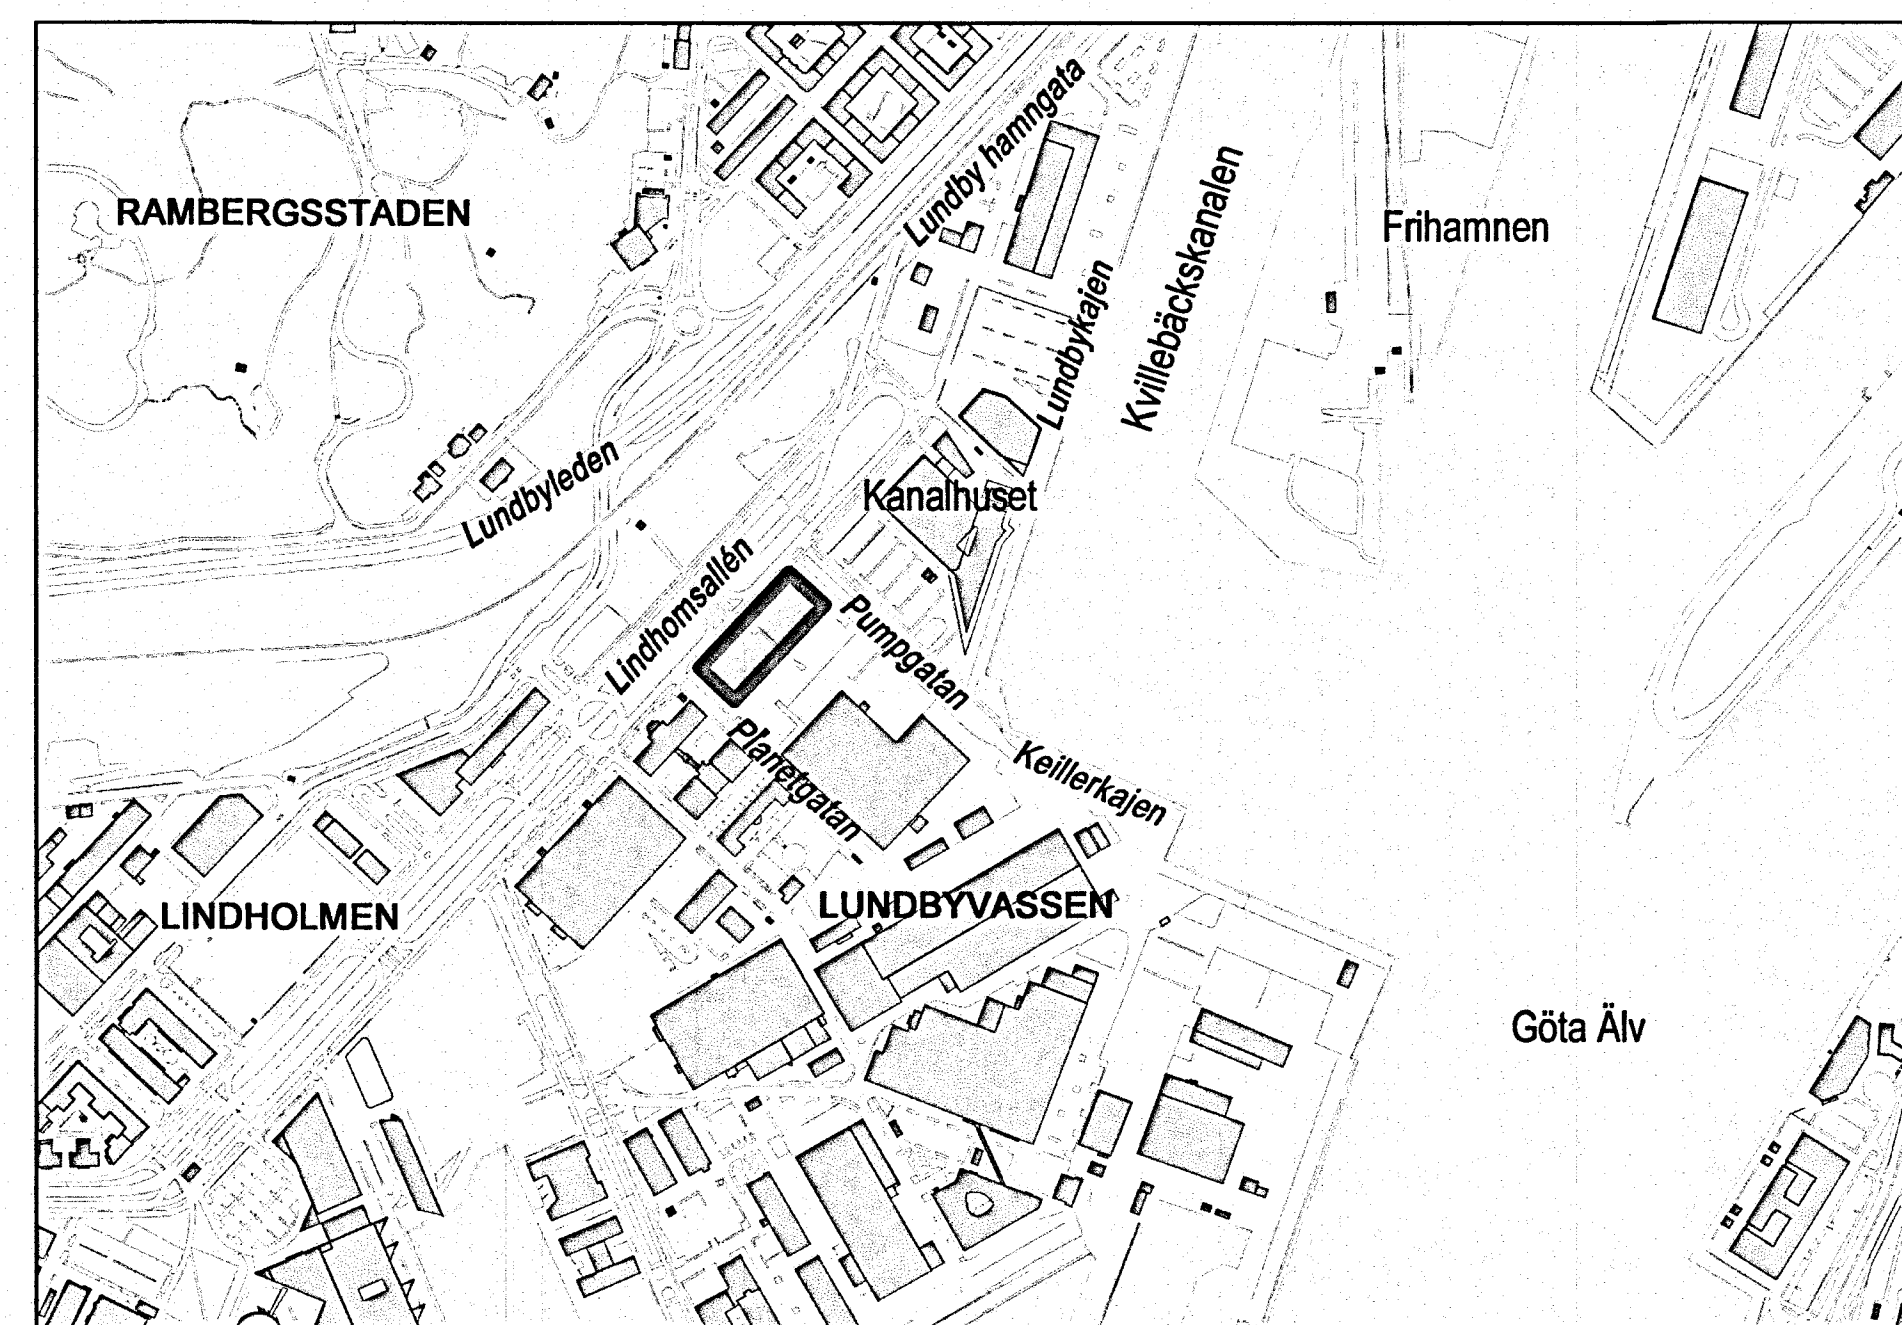 Lundby hamngata
RAMBERGSSTADEN
Kvillebäckskanalen
Frihamnen
Lundbykajen
Lundbyleden
Kanalhuset
Lindhomsallén
Pumpgatan
Planetgatan
Keillerkajen
LINDHOLMEN
LUNDBYVASSEN
Göta Älv